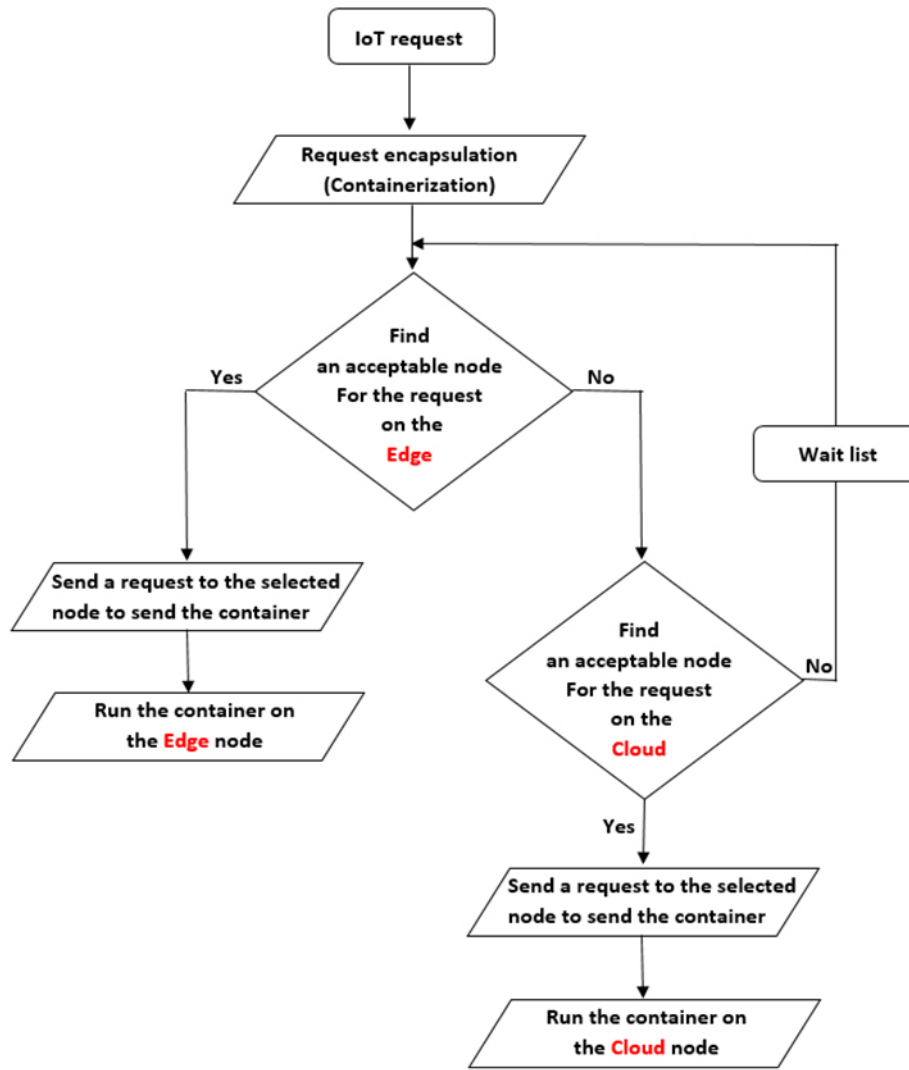 IoT request
Request encapsulation
(Containerization)
Find
an acceptable node
For the request
on the
Edge
Yes
No
Wait list
Send a request to the selected
node to send the container
Run the container on
the Edge node
Find
an acceptable node
For the request
on the
Cloud
No
Yes
Send a request to the selected
node to send the container
Run the container on
the Cloud node